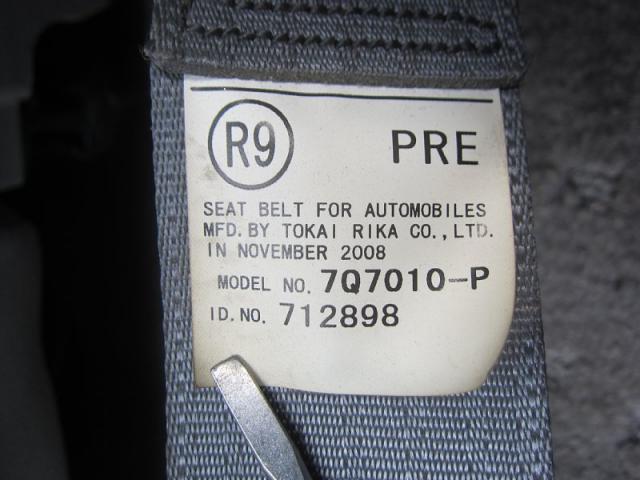 R9 PRE
SEAT BELT FOR AUTOMOBILES
MFD. BY TOKAI RIKA CO., LTD.
IN NOVEMBER 2008
MODEL NO. 7Q7010-P
ID. NO. 712898